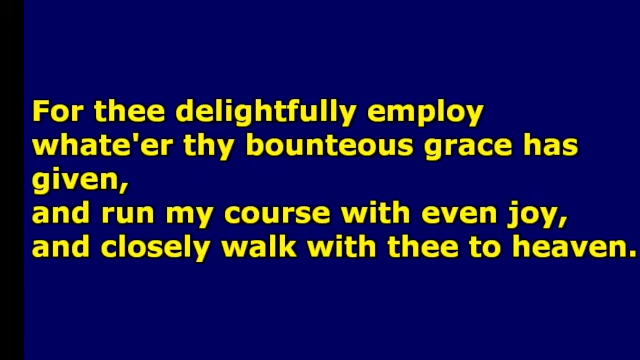 For thee delightfully employ
whate'er thy bounteous grace has
given,
and run my course with even joy,
and closely walk with thee to heaven.